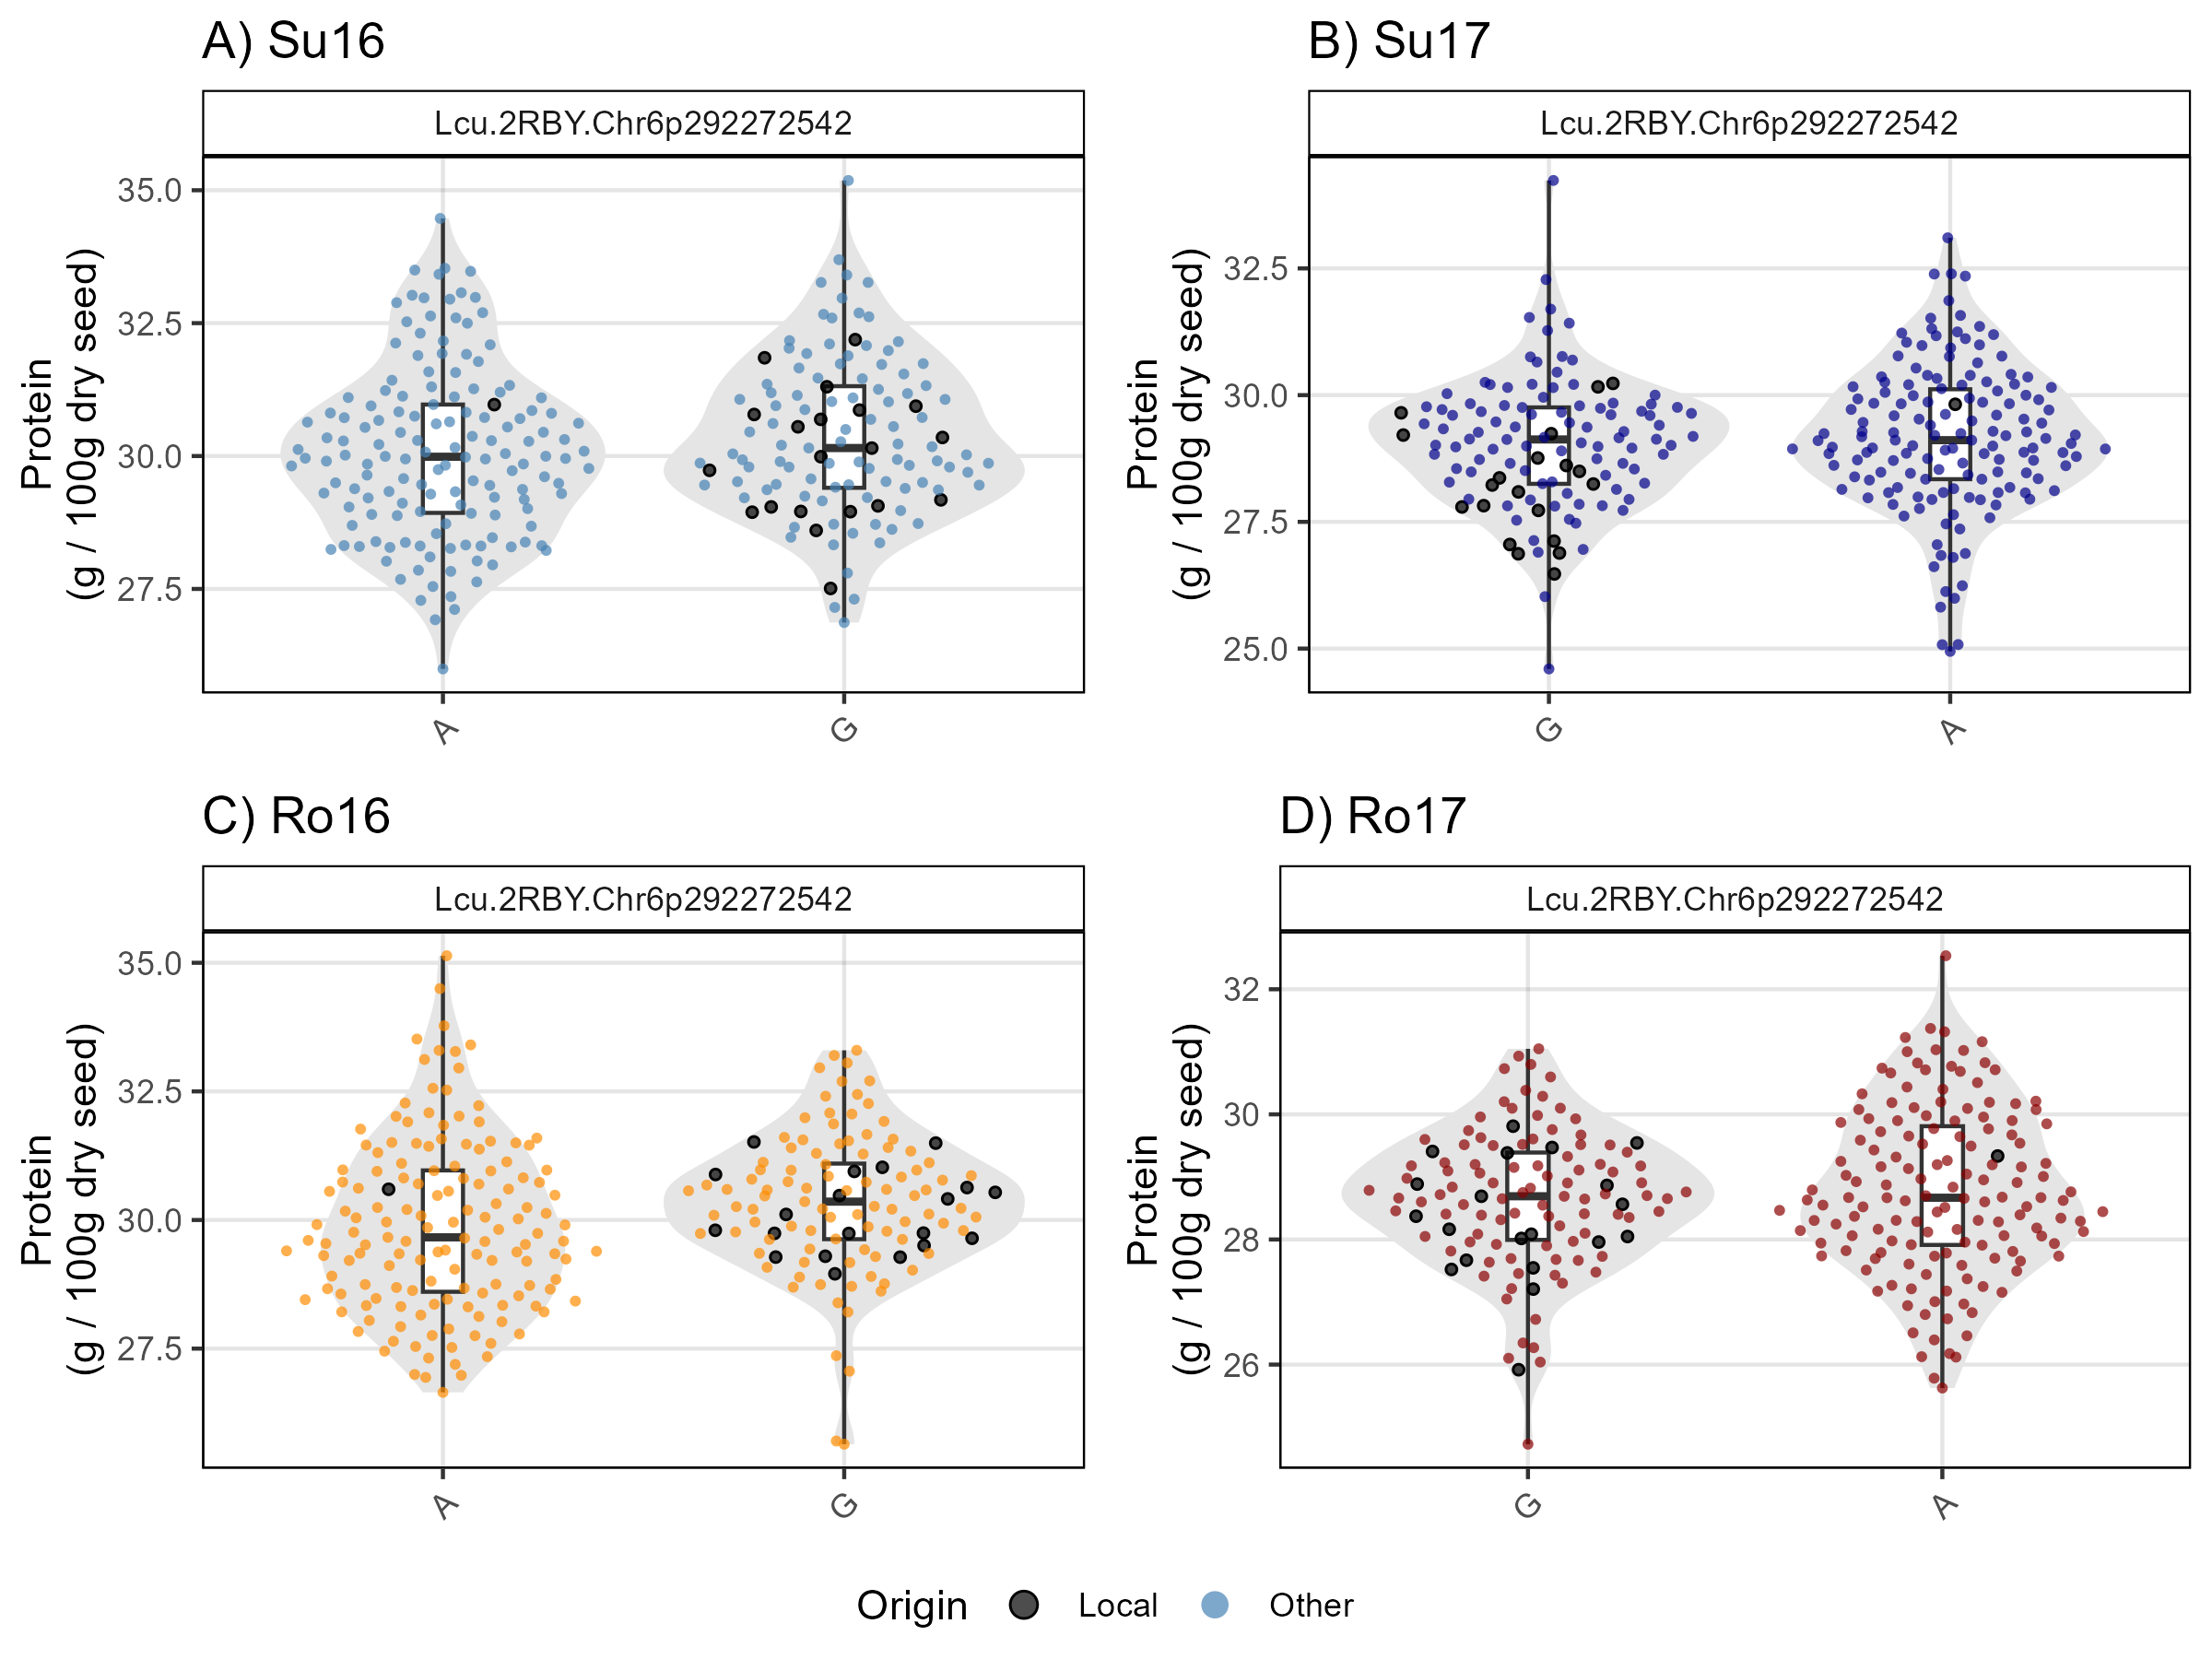 A) Su16
Lcu.2RBY.Chr6p292272542
Protein
(g / 100g dry seed)
35.0
32.5
30.0
27.5
A
G
B) Su17
Lcu.2RBY.Chr6p292272542
Protein
(g / 100g dry seed)
32.5
30.0
27.5
25.0
G
A
C) Ro16
Lcu.2RBY.Chr6p292272542
Protein
(g / 100g dry seed)
35.0
32.5
30.0
27.5
A
G
D) Ro17
Lcu.2RBY.Chr6p292272542
Protein
(g / 100g dry seed)
32
30
28
26
G
A
Origin Local Other